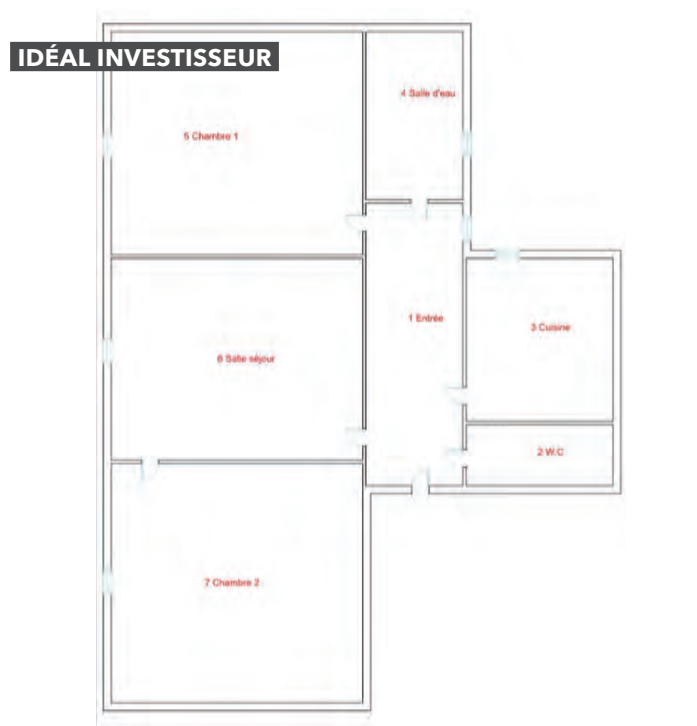 IDÉAL INVESTISSEUR
4 Salle d'eau
5 Chambre 1
1 Entrée
3 Cuisine
6 Salle séjour
2 W.C
7 Chambre 2